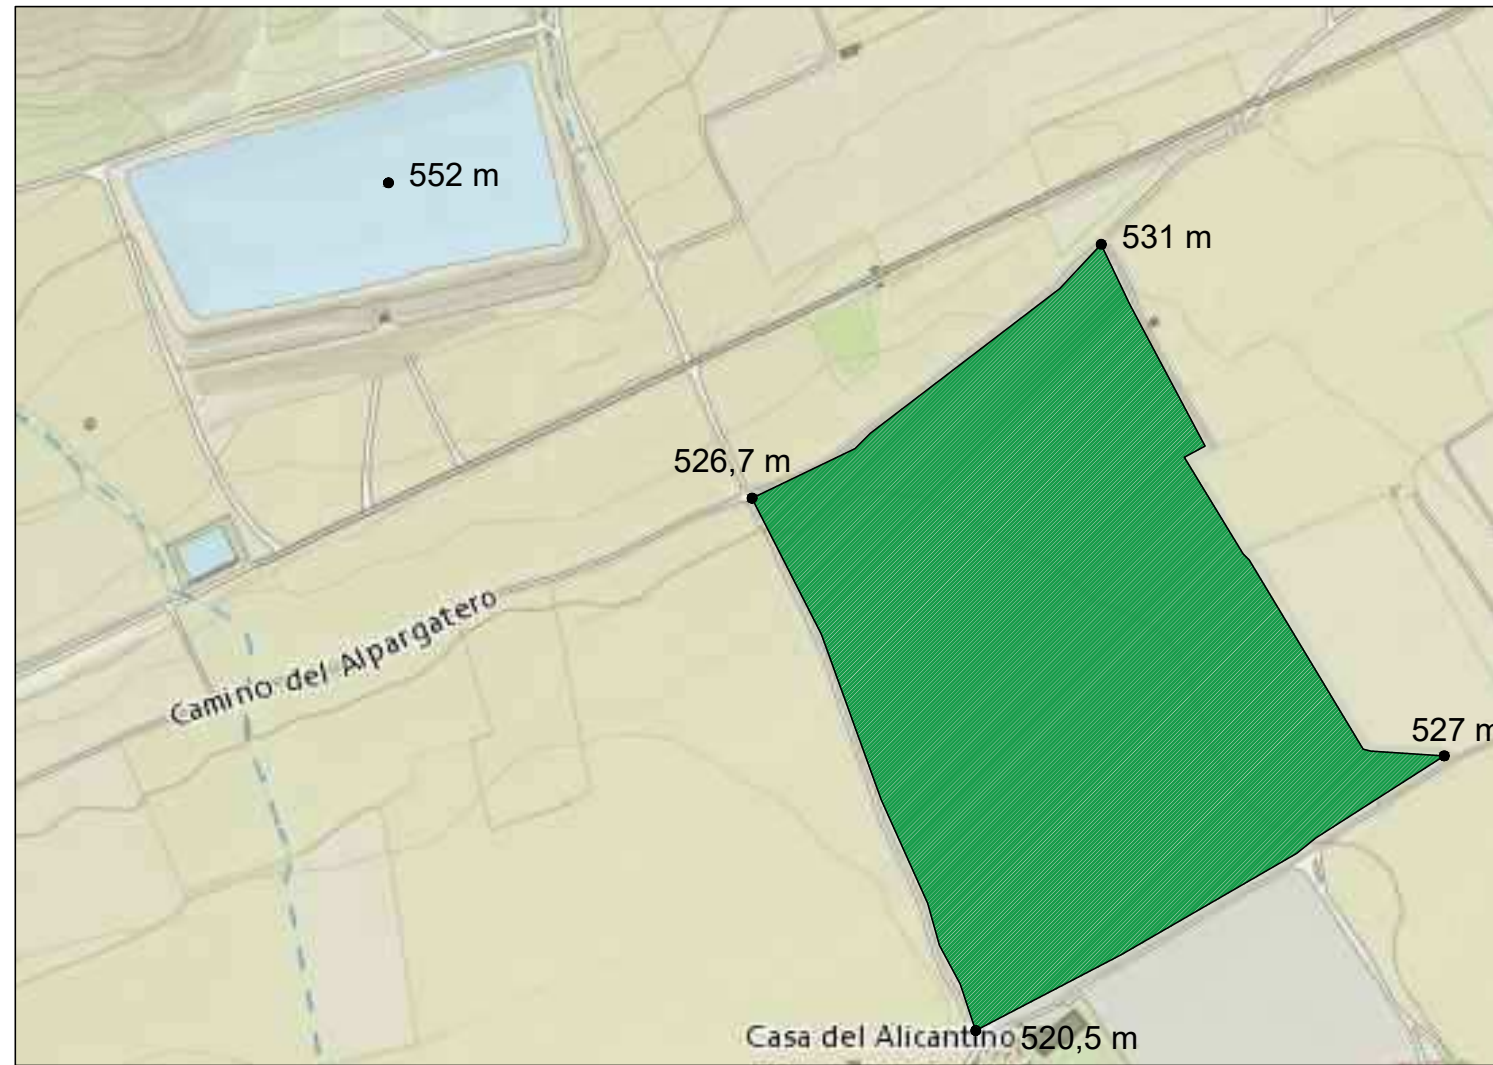 552 m
531 m
526,7 m
Camino del Alpargatero
527 m
Casa del Alicantino
520,5 m